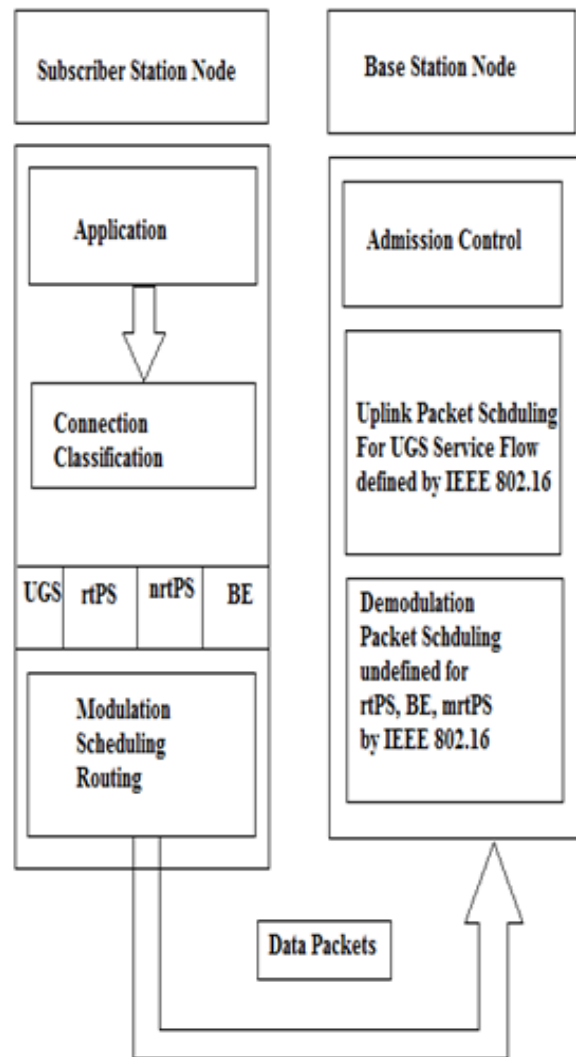 Subscriber Station Node
Application
Connection
Classification
UGS
rtPS
nrtPS
BE
Modulation
Scheduling
Routing
Base Station Node
Admission Control
Uplink Packet Schduling
For UGS Service Flow
defined by IEEE 802.16
Demodulation
Packet Schduling
undefined for
rtPS, BE, mrtPS
by IEEE 802.16
Data Packets